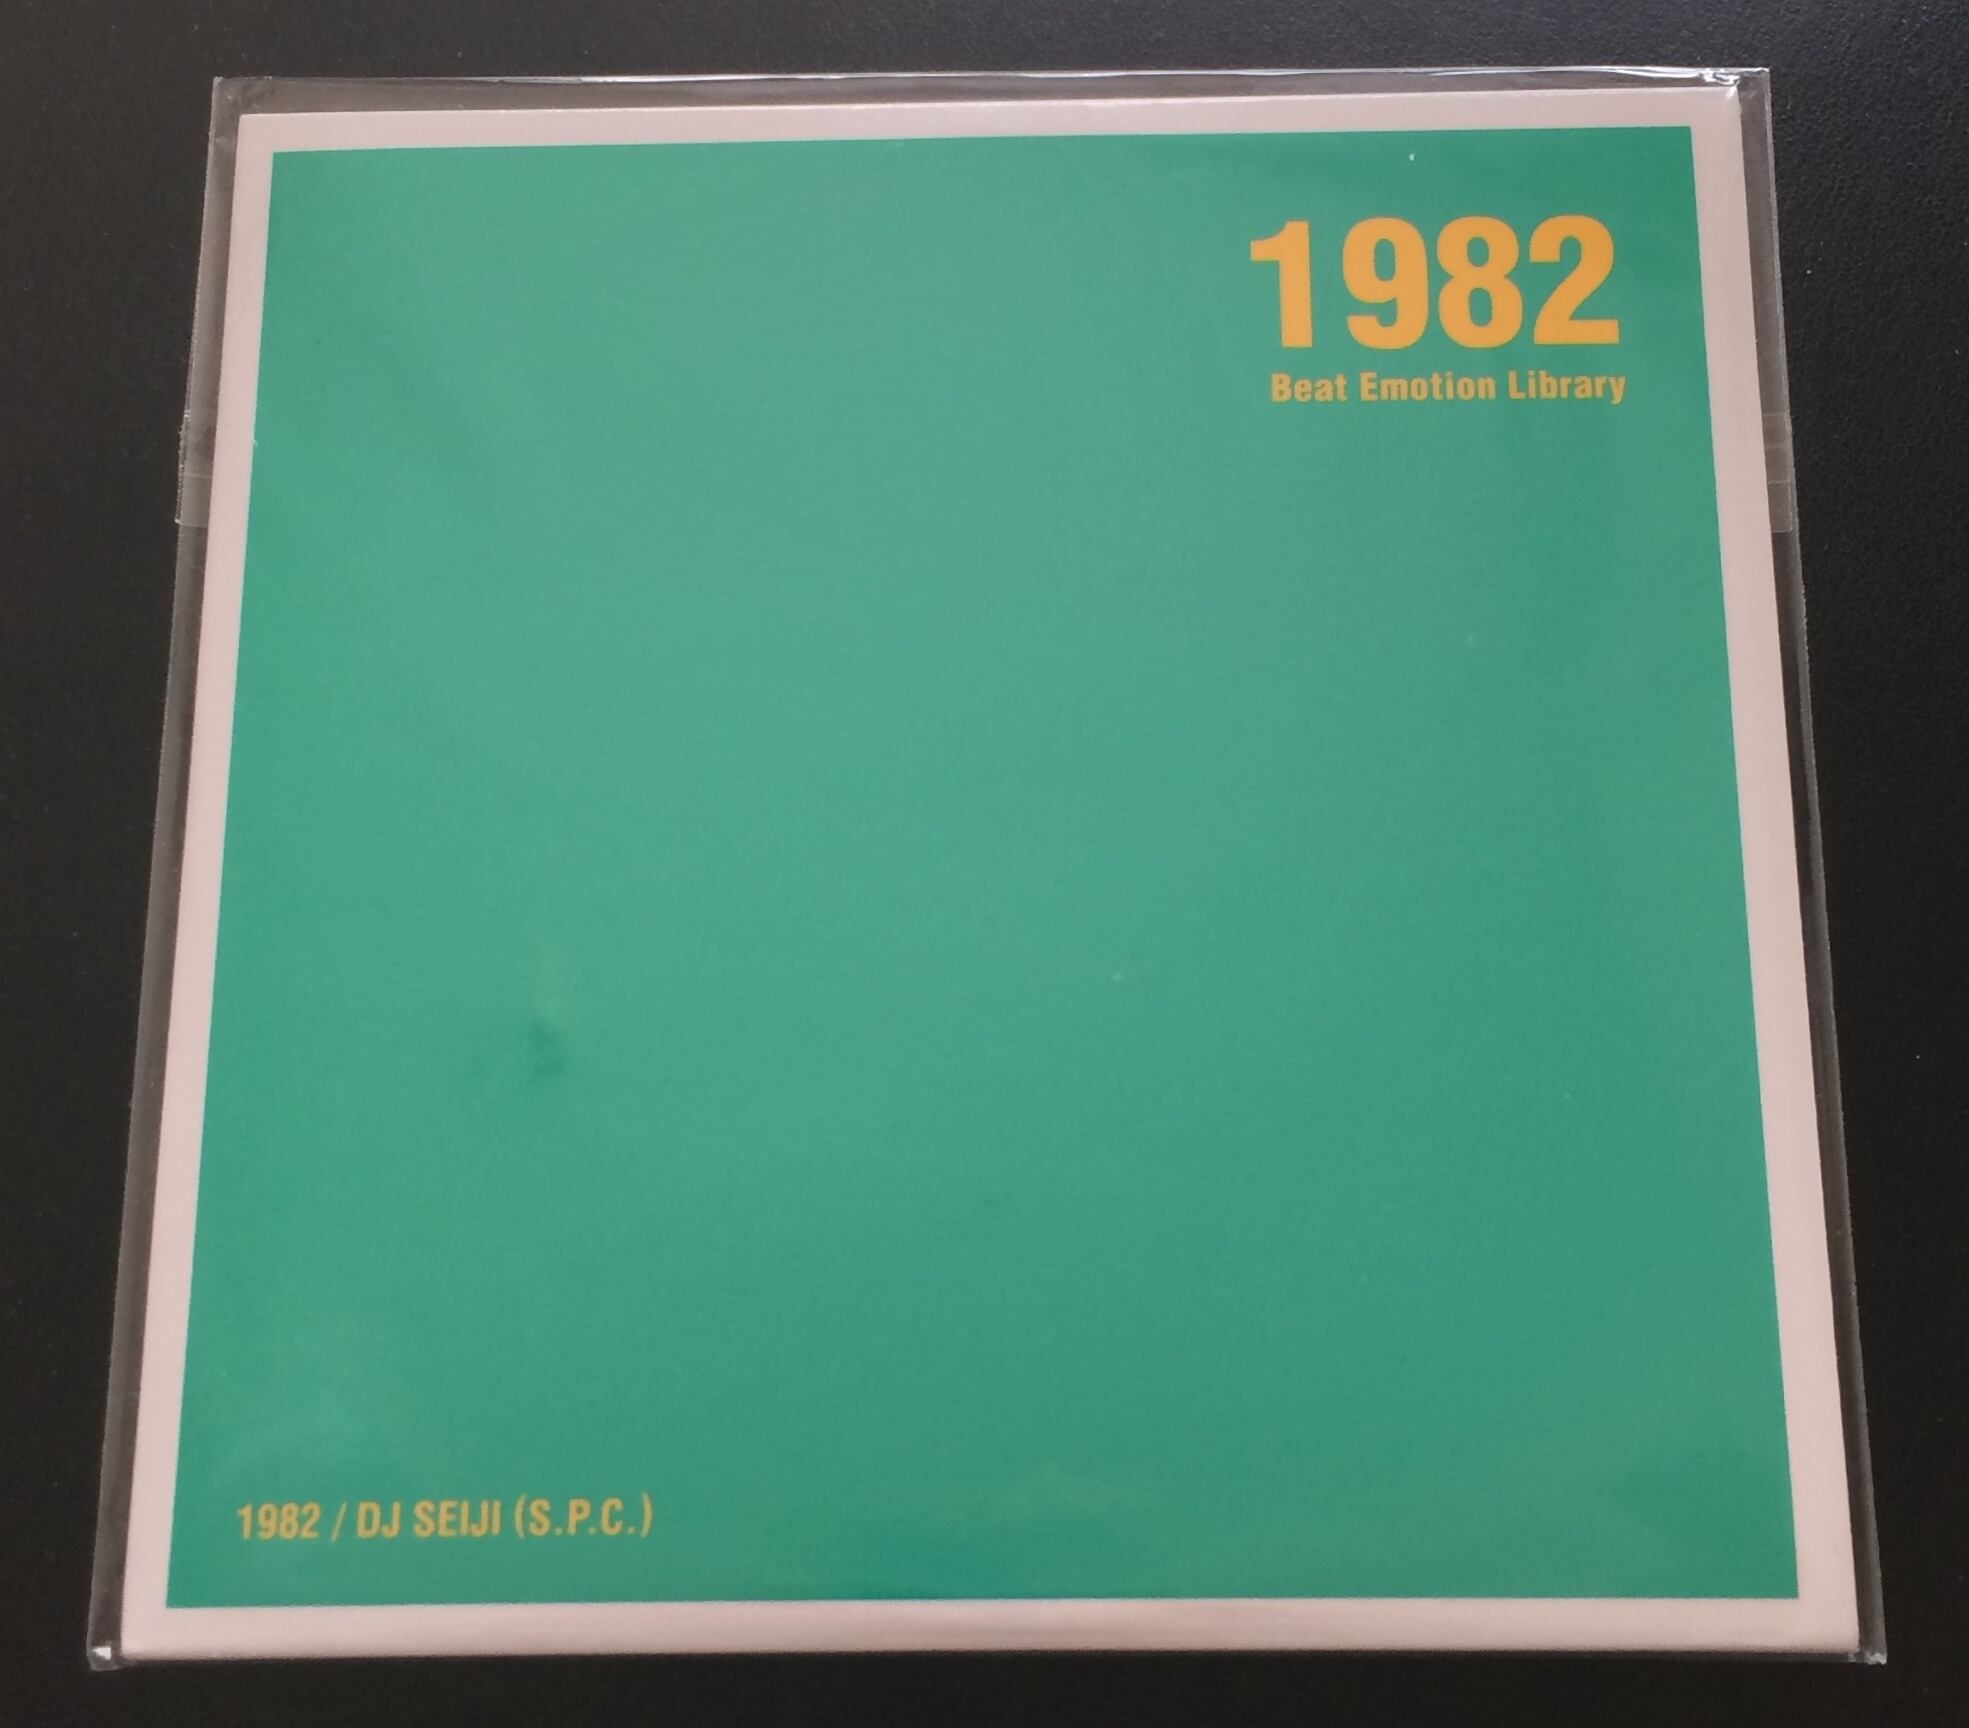 1982
Beat Emotion Library
1982 / DJ SEIJI (S.P.C.)